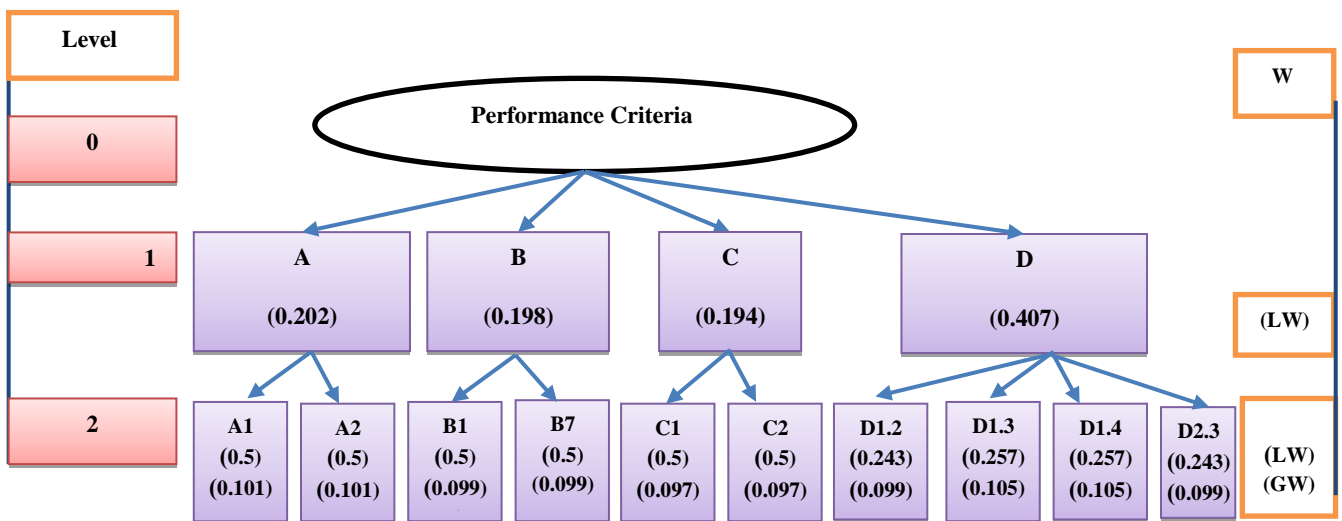 Level
W
Performance Criteria
0
1
A
B
C
D
(0.202)
(0.198)
(0.194)
(0.407)
(LW)
2
A1
(0.5)
(0.101)
A2
(0.5)
(0.101)
B1
(0.5)
(0.099)
B7
(0.5)
(0.099)
C1
(0.5)
(0.097)
C2
(0.5)
(0.097)
D1.2
(0.243)
(0.099)
D1.3
(0.257)
(0.105)
D1.4
(0.257)
(0.105)
D2.3
(0.243)
(0.099)
(LW)
(GW)